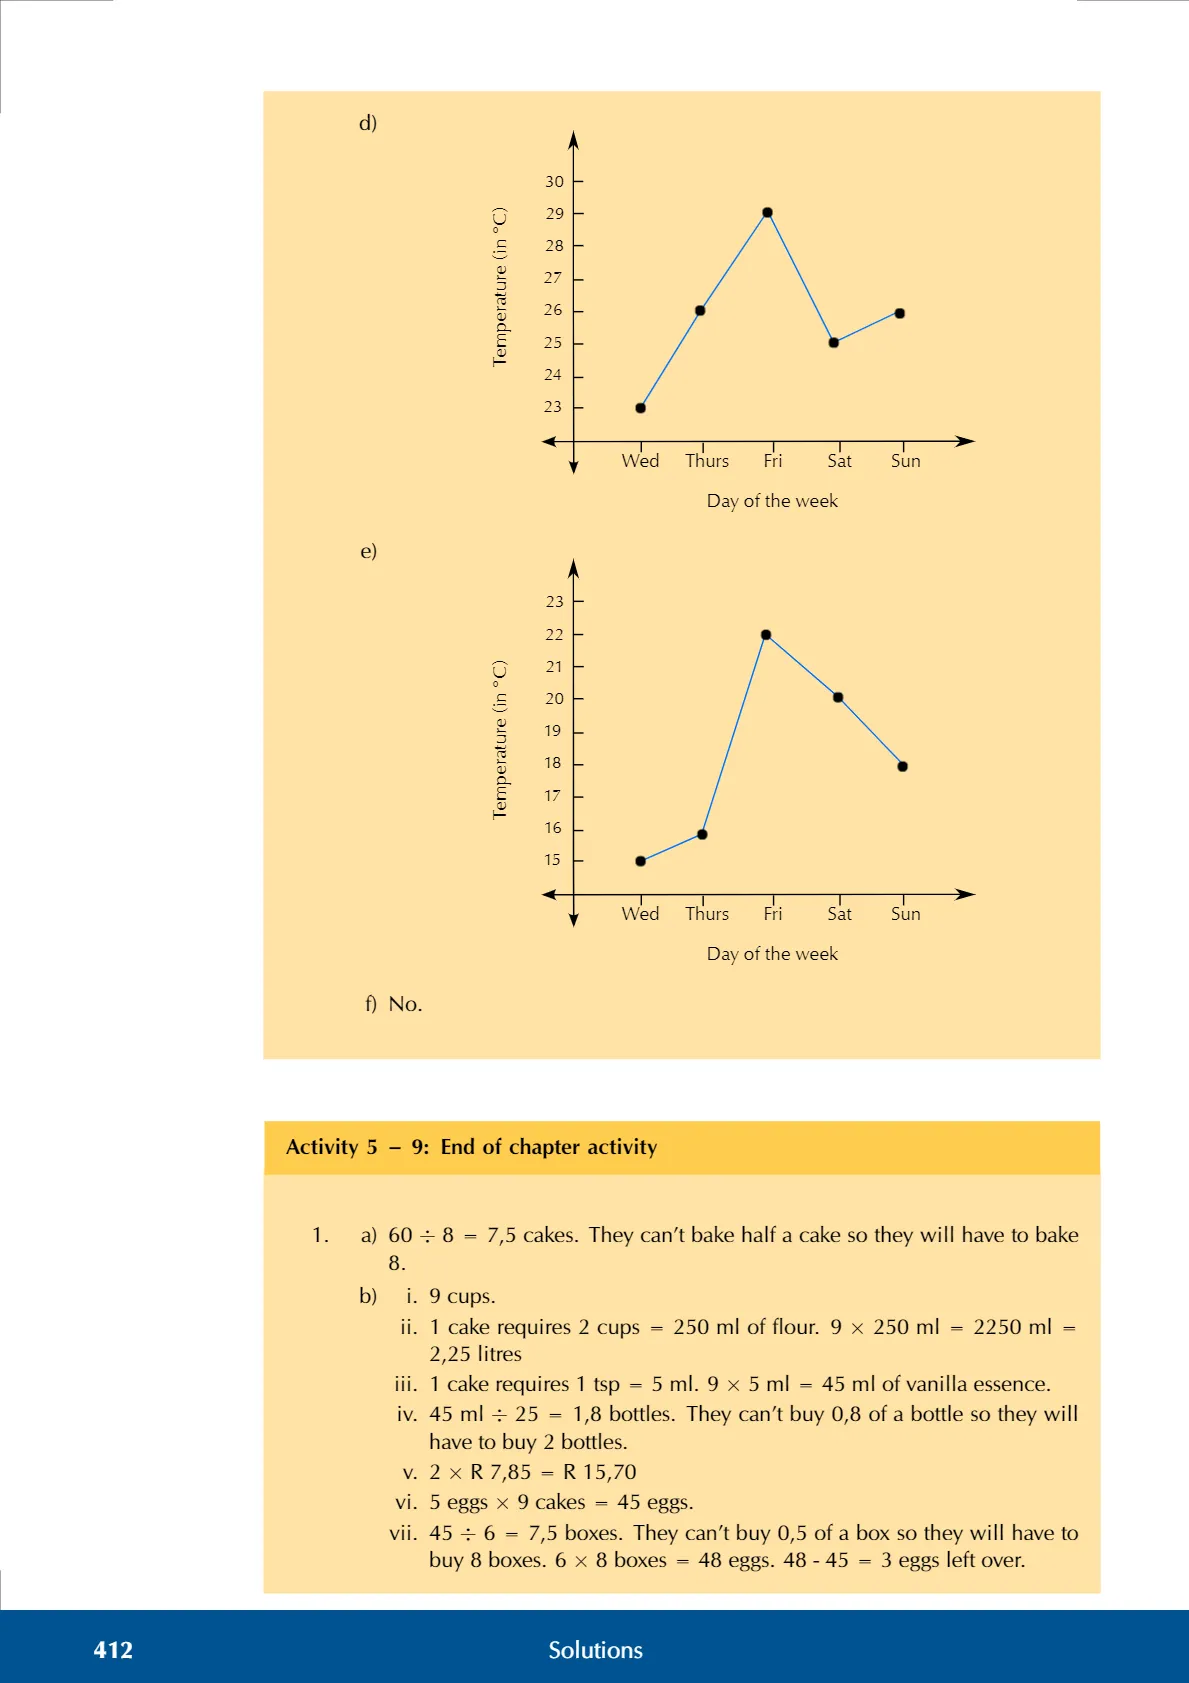 d)
30
29
28
27
26
25
24
23
Temperature (in °C)
Wed Thurs Fri Sat Sun
Day of the week
e)
23
22
21
20
19
18
17
16
15
Temperature (in °C)
Wed Thurs Fri Sat Sun
Day of the week
f) No.
Activity 5 – 9: End of chapter activity
1. a) 60 ÷ 8 = 7,5 cakes. They can’t bake half a cake so they will have to bake
8.
b) i. 9 cups.
ii. 1 cake requires 2 cups = 250 ml of flour. 9 × 250 ml = 2250 ml =
2,25 litres
iii. 1 cake requires 1 tsp = 5 ml. 9 × 5 ml = 45 ml of vanilla essence.
iv. 45 ml ÷ 25 = 1,8 bottles. They can’t buy 0,8 of a bottle so they will
have to buy 2 bottles.
v. 2 × R 7,85 = R 15,70
vi. 5 eggs × 9 cakes = 45 eggs.
vii. 45 ÷ 6 = 7,5 boxes. They can’t buy 0,5 of a box so they will have to
buy 8 boxes. 6 × 8 boxes = 48 eggs. 48 - 45 = 3 eggs left over.
412 Solutions